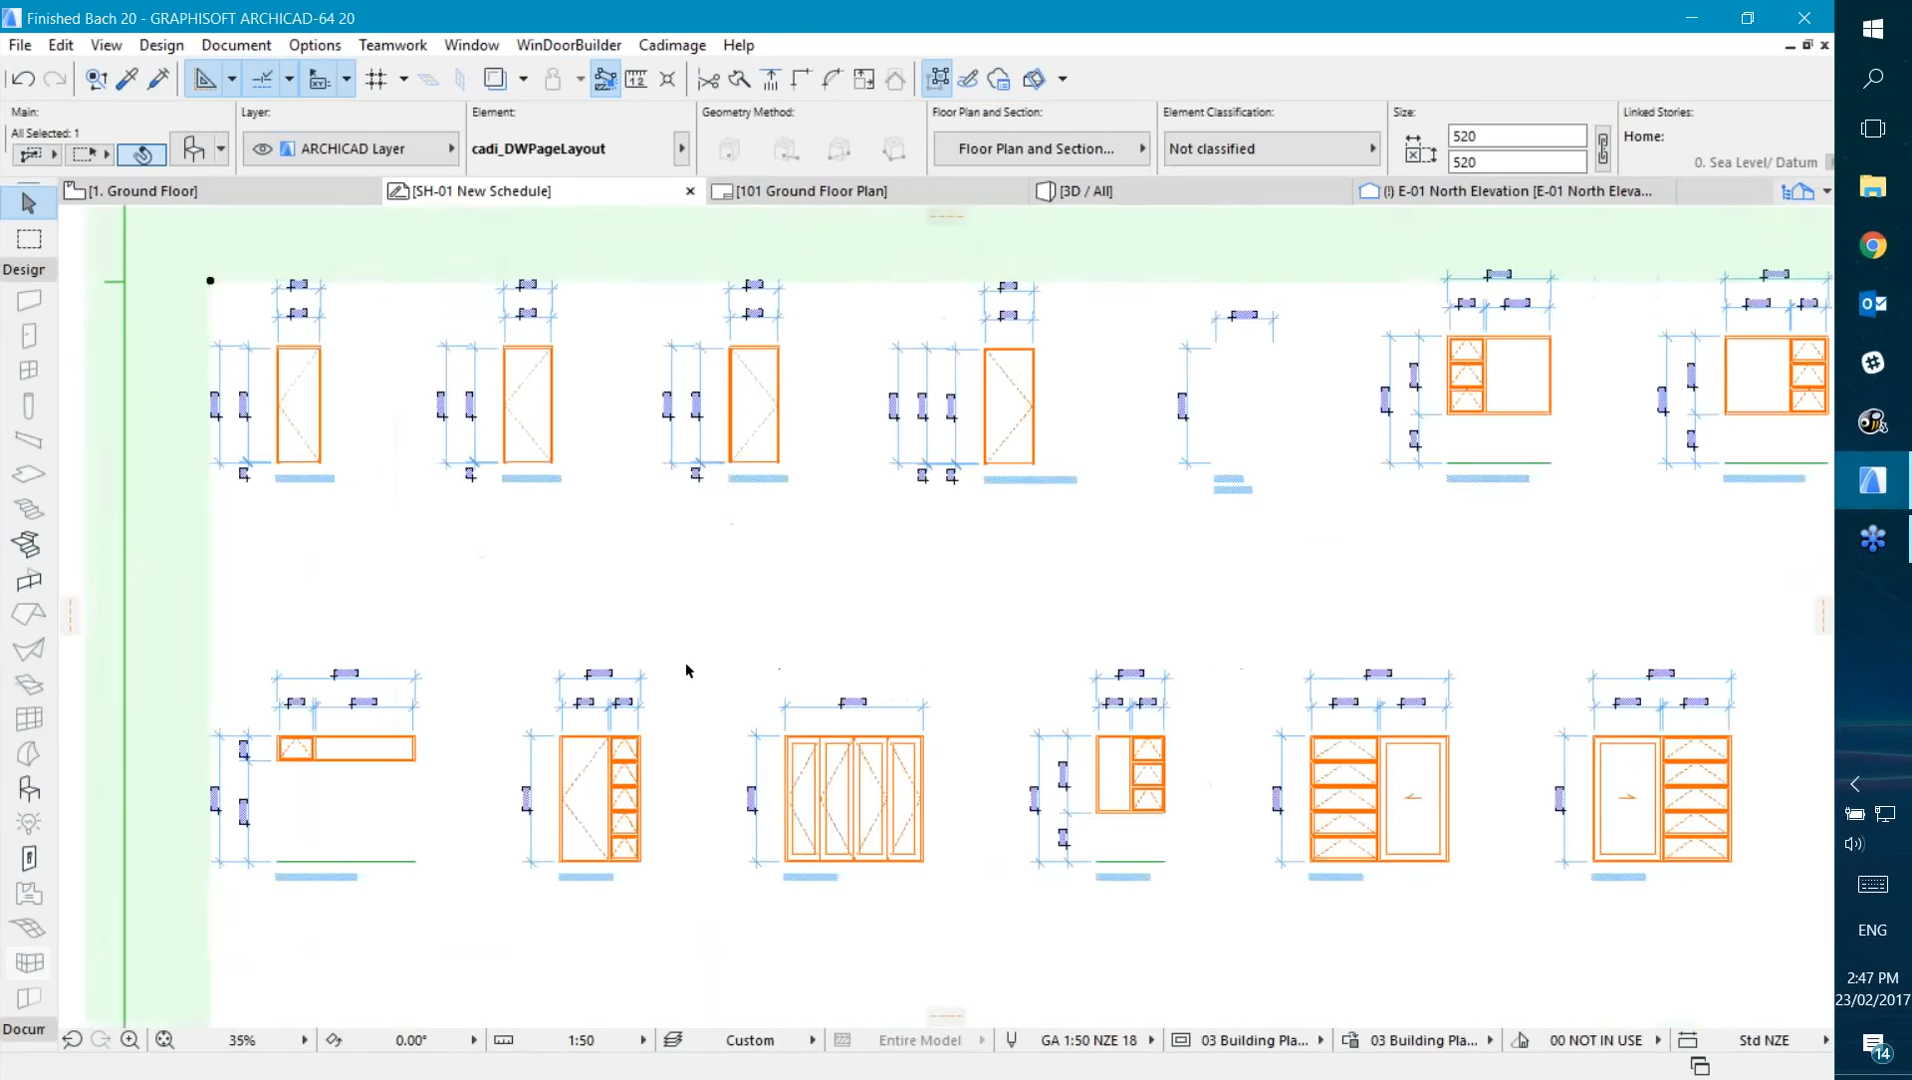 Finished Bach 20 - GRAPHISOFT ARCHICAD-64 20
File Edit View Design Document Options Teamwork Window WinDoorBuilder Cadimage Help
Main: Layer: Element: Geometry Method: Floor Plan and Section: Element Classification: Size: Linked Stories:
All Selected: 1
ARCHICAD Layer
cadi_DWPageLayout
Floor Plan and Section...
Not classified
520
520
Home:
0. Sea Level/ Datum
[1. Ground Floor]
[SH-01 New Schedule]
[101 Ground Floor Plan]
[3D / All]
(!) E-01 North Elevation [E-01 North Eleva...
Design
Docum
35%
0.00°
1:50
Custom
Entire Model
GA 1:50 NZE 18
03 Building Pla...
03 Building Pla...
00 NOT IN USE
Std NZE
ENG
2:47 PM
23/02/2017
14